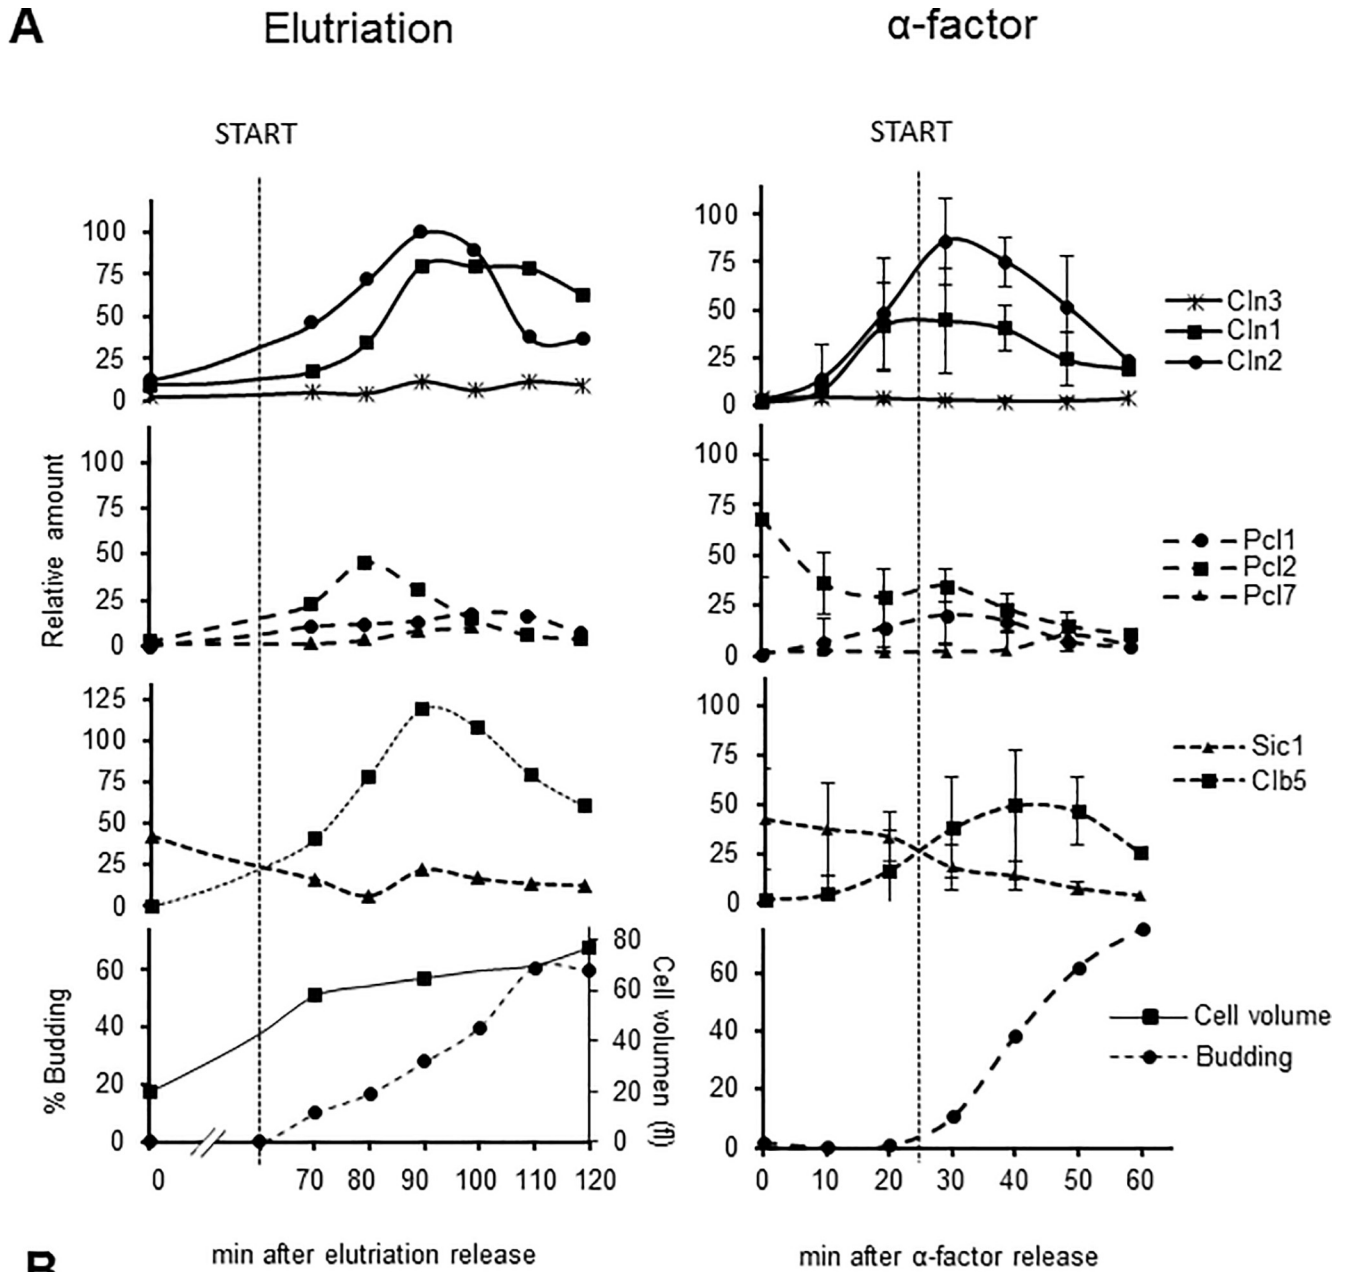 A
Elutriation
α-factor
START
START
100
75
50
25
0
100
75
50
25
0
Cln3
Cln1
Cln2
Relative amount
100
75
50
25
0
100
75
50
25
0
Pcl1
Pcl2
Pcl7
125
100
75
50
25
0
100
75
50
25
0
Sic1
Clb5
% Budding
60
40
20
0
80
60
40
20
0
Cell volumen (fl)
60
40
20
0
Cell volume
Budding
0 70 80 90 100 110 120
0 10 20 30 40 50 60
min after elutriation release
min after α-factor release
B